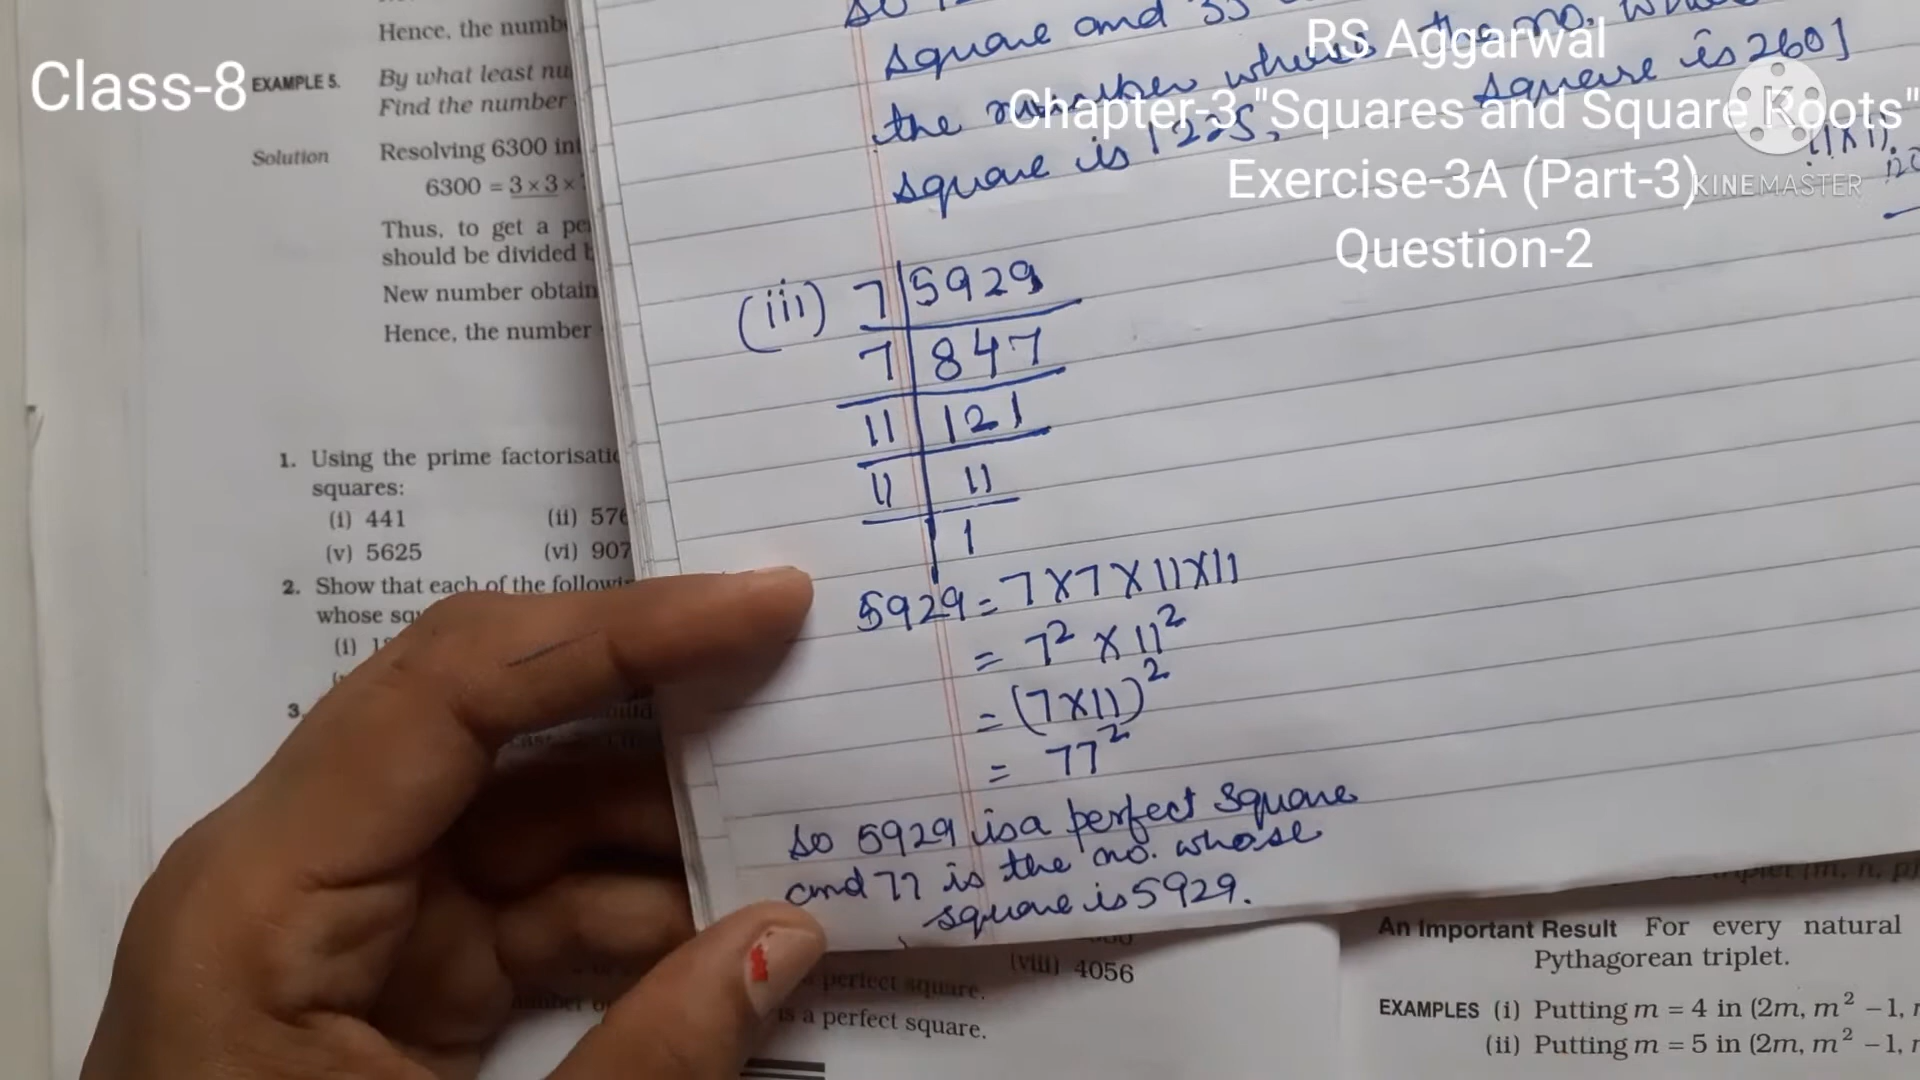 Class-8
RS Aggarwal
Chapter-3 "Squares and Square Roots"
Exercise-3A (Part-3)
Question-2
KINEMASTER
Hence, the numb
EXAMPLE 5. By what least nu
Find the number
Solution Resolving 6300 int
6300 = 3 × 3 ×
Thus, to get a pe
should be divided b
New number obtain
Hence, the number
1. Using the prime factorisatio
squares:
(i) 441 (ii) 576
(v) 5625 (vi) 907
2. Show that each of the followi
whose squ
(i) 1
3.
so
square and 35
the number whose
square is 1225.
the no.
square is 2601
(iii) 7 | 5929
7 | 847
11 | 121
11 | 11
1
5929 = 7 X 7 X 11 X 11
= 7² X 11²
= (7 X 11)²
= 77²
so 5929 is a perfect square
and 77 is the no. whose
square is 5929.
(viii) 4056
perfect square.
is a perfect square.
triplet (m, n, p)
An Important Result For every natural
Pythagorean triplet.
EXAMPLES (i) Putting m = 4 in (2m, m² − 1,
(ii) Putting m = 5 in (2m, m² − 1,